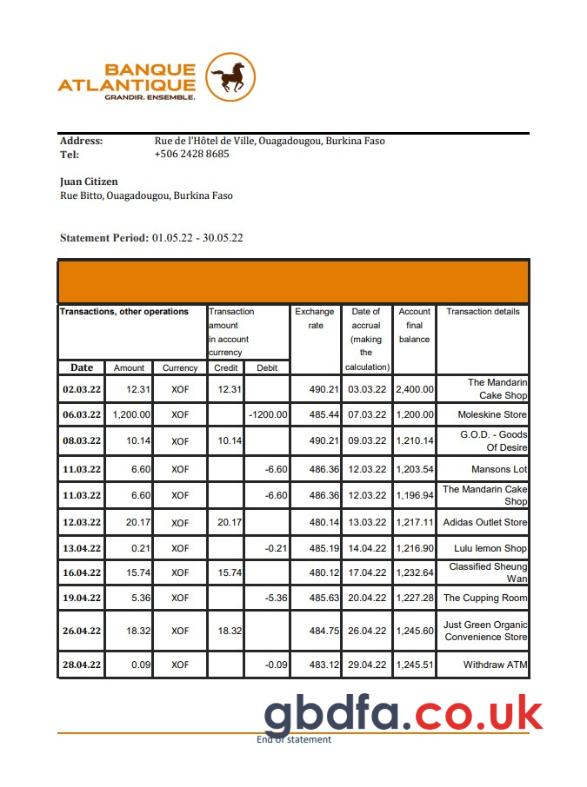 BANQUE
ATLANTIQUE
GRANDIR. ENSEMBLE.
Address: Rue de l'Hôtel de Ville, Ouagadougou, Burkina Faso
Tel: +506 2428 8685
Juan Citizen
Rue Bitto, Ouagadougou, Burkina Faso
Statement Period: 01.05.22 - 30.05.22
Transactions, other operations
Transaction
amount
in account
currency
Exchange
rate
Date of
accrual
(making
the
calculation)
Account
final
balance
Transaction details
Date Amount Currency Credit Debit
02.03.22 12.31 XOF 12.31 490.21 03.03.22 2,400.00 The Mandarin
Cake Shop
06.03.22 1,200.00 XOF -1200.00 485.44 07.03.22 1,200.00 Moleskine Store
08.03.22 10.14 XOF 10.14 490.21 09.03.22 1,210.14 G.O.D. - Goods
Of Desire
11.03.22 6.60 XOF -6.60 486.36 12.03.22 1,203.54 Mansons Lot
11.03.22 6.60 XOF -6.60 486.36 12.03.22 1,196.94 The Mandarin Cake
Shop
12.03.22 20.17 XOF 20.17 480.14 13.03.22 1,217.11 Adidas Outlet Store
13.04.22 0.21 XOF -0.21 485.19 14.04.22 1,216.90 Lulu lemon Shop
16.04.22 15.74 XOF 15.74 480.12 17.04.22 1,232.64 Classified Sheung
Wan
19.04.22 5.36 XOF -5.36 485.63 20.04.22 1,227.28 The Cupping Room
26.04.22 18.32 XOF 18.32 484.75 26.04.22 1,245.60 Just Green Organic
Convenience Store
28.04.22 0.09 XOF -0.09 483.12 29.04.22 1,245.51 Withdraw ATM
gbdfa.co.uk
End of statement